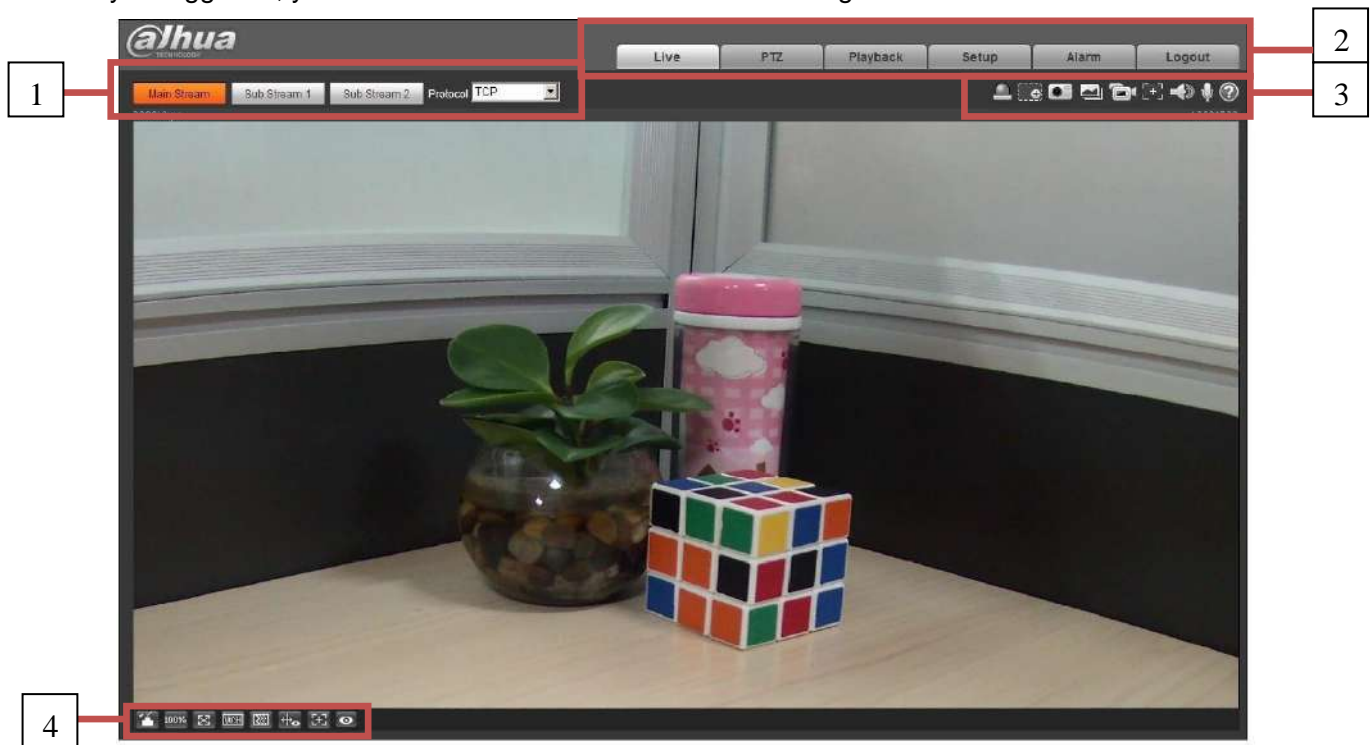 2
alhua
TECHNOLOGY
Live PTZ Playback Setup Alarm Logout
1
Main Stream Sub Stream 1 Sub Stream 2 Protocol TCP
3
4
100%